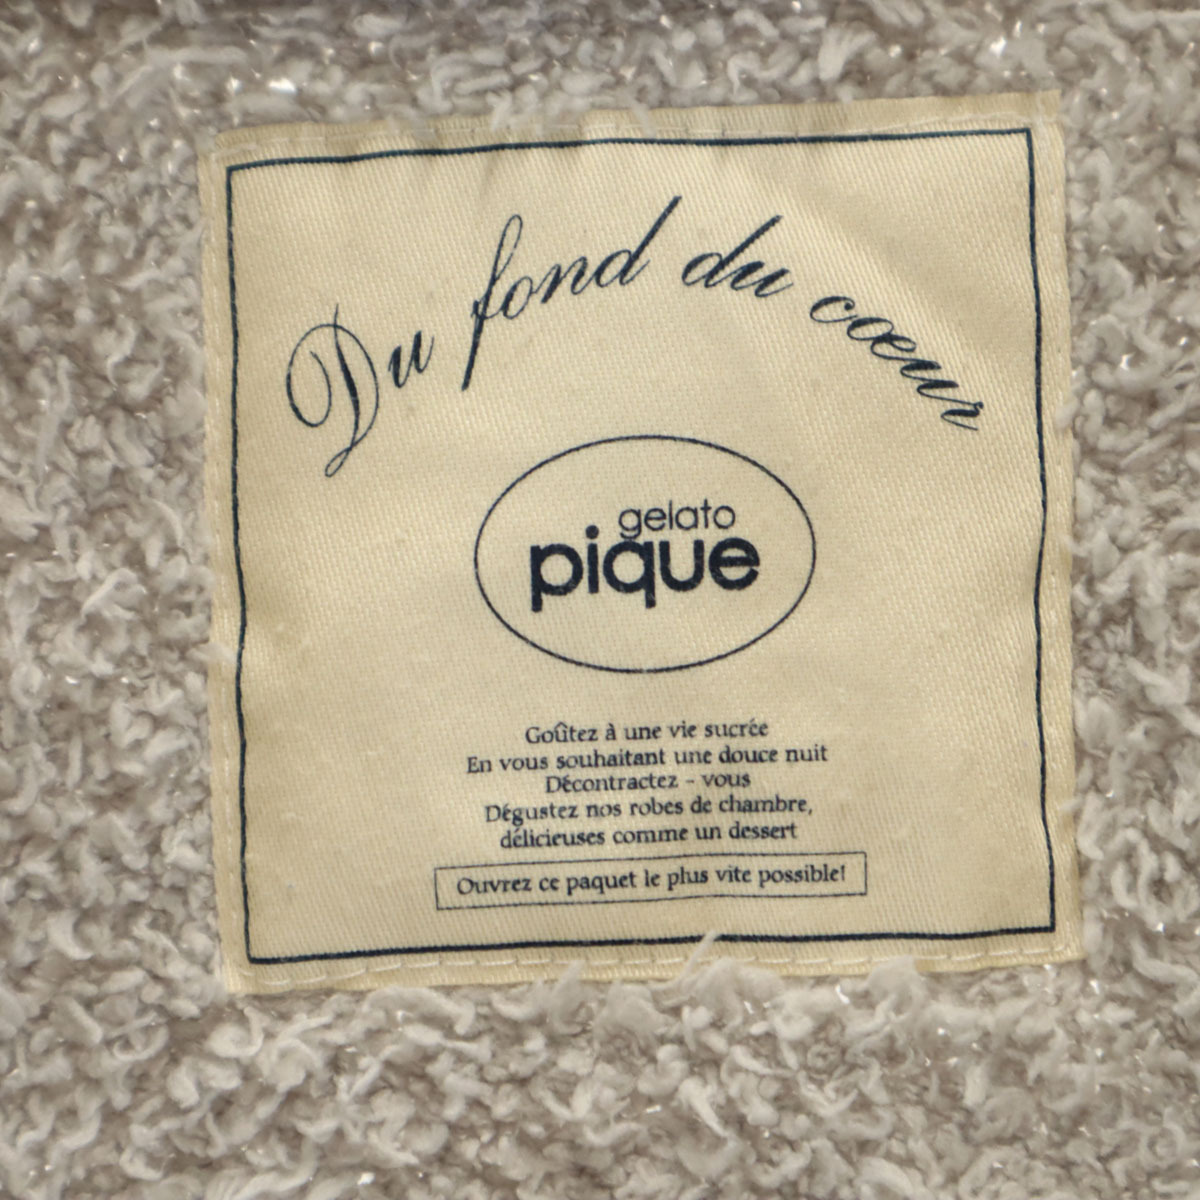 Du fond du cœur
gelato
pique
Goûtez à une vie sucrée
En vous souhaitant une douce nuit
Décontractez - vous
Dégustez nos robes de chambre,
délicieuses comme un dessert
Ouvrez ce paquet le plus vite possible!